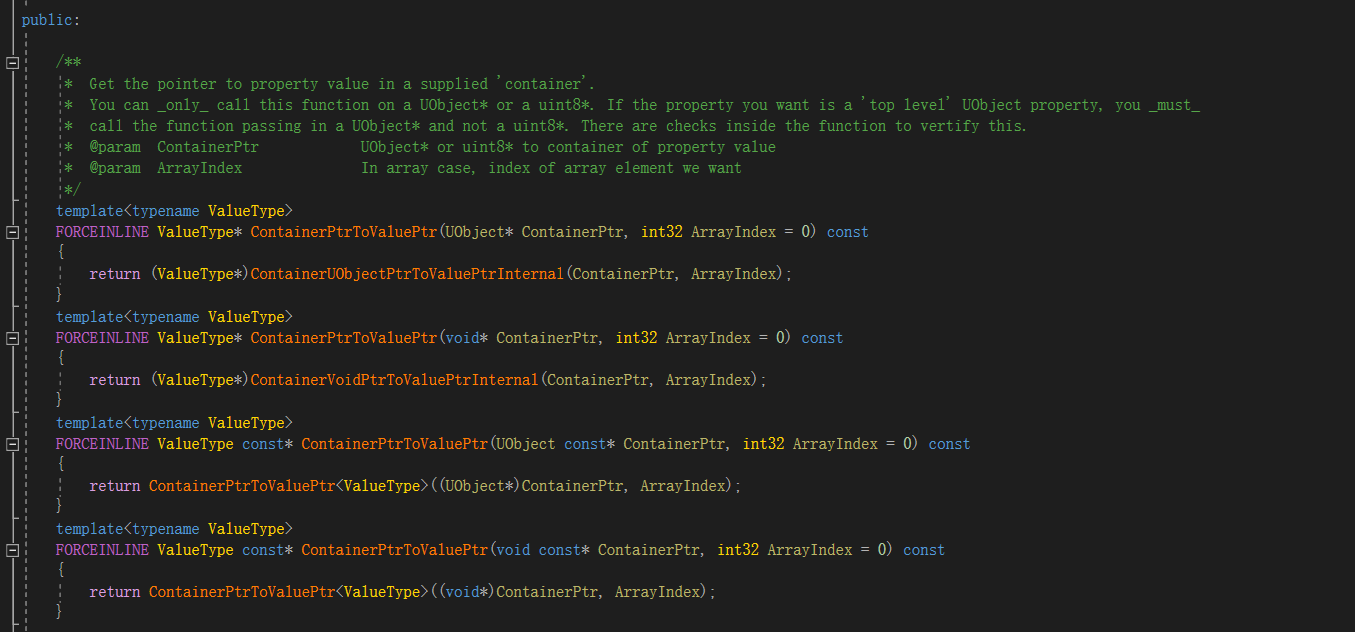 public:
/**
* Get the pointer to property value in a supplied 'container'.
* You can _only_ call this function on a UObject* or a uint8*. If the property you want is a 'top level' UObject property, you _must_
* call the function passing in a UObject* and not a uint8*. There are checks inside the function to vertify this.
* @param ContainerPtr UObject* or uint8* to container of property value
* @param ArrayIndex In array case, index of array element we want
*/
template<typename ValueType>
FORCEINLINE ValueType* ContainerPtrToValuePtr(UObject* ContainerPtr, int32 ArrayIndex = 0) const
{
return (ValueType*)ContainerUObjectPtrToValuePtrInternal(ContainerPtr, ArrayIndex);
}
template<typename ValueType>
FORCEINLINE ValueType* ContainerPtrToValuePtr(void* ContainerPtr, int32 ArrayIndex = 0) const
{
return (ValueType*)ContainerVoidPtrToValuePtrInternal(ContainerPtr, ArrayIndex);
}
template<typename ValueType>
FORCEINLINE ValueType const* ContainerPtrToValuePtr(UObject const* ContainerPtr, int32 ArrayIndex = 0) const
{
return ContainerPtrToValuePtr<ValueType>((UObject*)ContainerPtr, ArrayIndex);
}
template<typename ValueType>
FORCEINLINE ValueType const* ContainerPtrToValuePtr(void const* ContainerPtr, int32 ArrayIndex = 0) const
{
return ContainerPtrToValuePtr<ValueType>((void*)ContainerPtr, ArrayIndex);
}